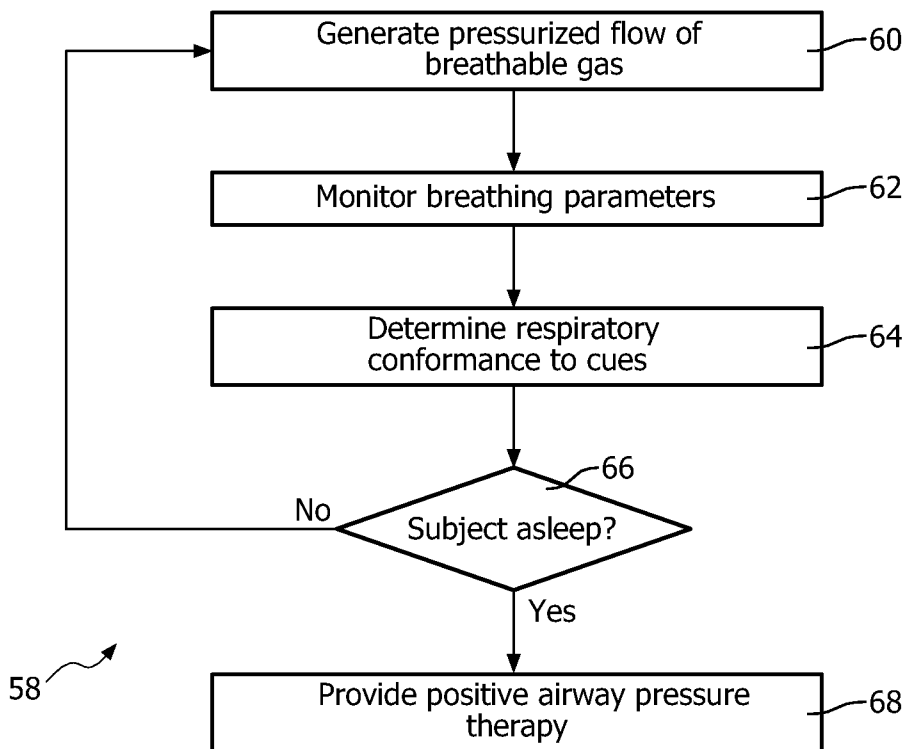 Generate pressurized flow of
breathable gas
60
Monitor breathing parameters
62
Determine respiratory
conformance to cues
64
66
No
Subject asleep?
Yes
58
Provide positive airway pressure
therapy
68